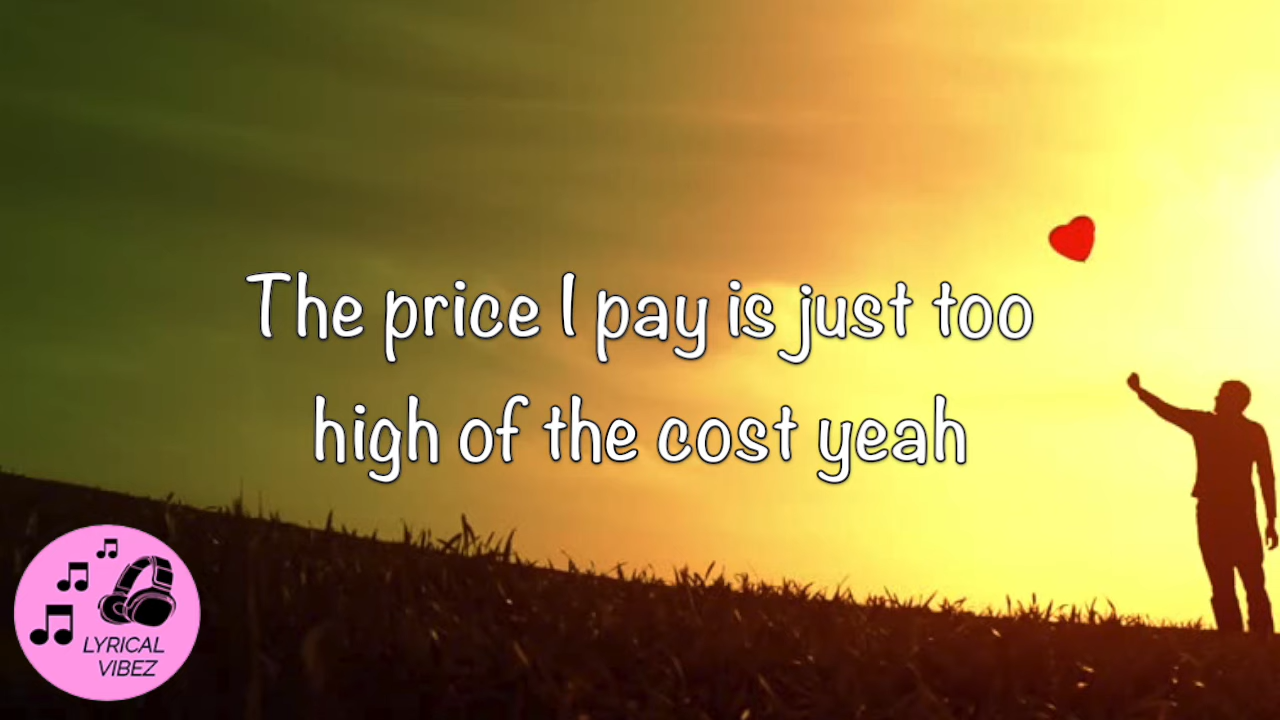 The price I pay is just too
high of the cost yeah
LYRICAL
VIBEZ